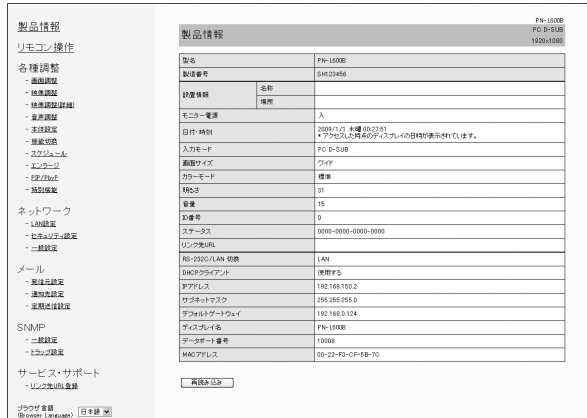 製品情報
リモコン操作
各種調整
- 画面調整
- 映像調整
- 映像調整(詳細)
- 音声調整
- 本体設定
- 機能切換
- スケジュール
- エンラージ
- PIP/PbyP
- 特別機能
ネットワーク
- LAN設定
- セキュリティ設定
- 一般設定
メール
- 発信元設定
- 通知先設定
- 定期送信設定
SNMP
- 一般設定
- トラップ設定
サービス・サポート
- リンク先URL登録
ブラウザ言語
(Browser Language) 日本語
PN-L600B
製品情報 PC D-SUB
1920x1080
型名 PN-L600B
製造番号 SH123456
設置情報 名称
場所
モニター電源 入
日付・時刻 2009/1/1 木曜 00:27:51
* アクセスした時点のディスプレイの日時が表示されています。
入力モード PC D-SUB
画面サイズ ワイド
カラーモード 標準
明るさ 31
音量 15
ID番号 0
ステータス 0000-0000-0000-0000
リンク先URL
RS-232C/LAN 切換 LAN
DHCPクライアント 使用する
IPアドレス 192.168.150.2
サブネットマスク 255.255.255.0
デフォルトゲートウェイ 192.168.0.124
ディスプレイ名 PN-L600B
データポート番号 10008
MACアドレス 00-22-F3-CF-5B-7C
再読み込み